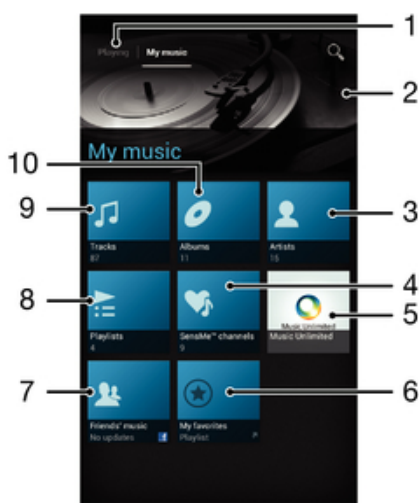 1
Playing My music
2
My music
10
9
Tracks
87
Albums
11
Artists
15
3
8
Playlists
4
SensMe™ channels
9
4
Music Unlimited
Music Unlimited
5
7
Friends' music
No updates
My favorites
Playlist
6